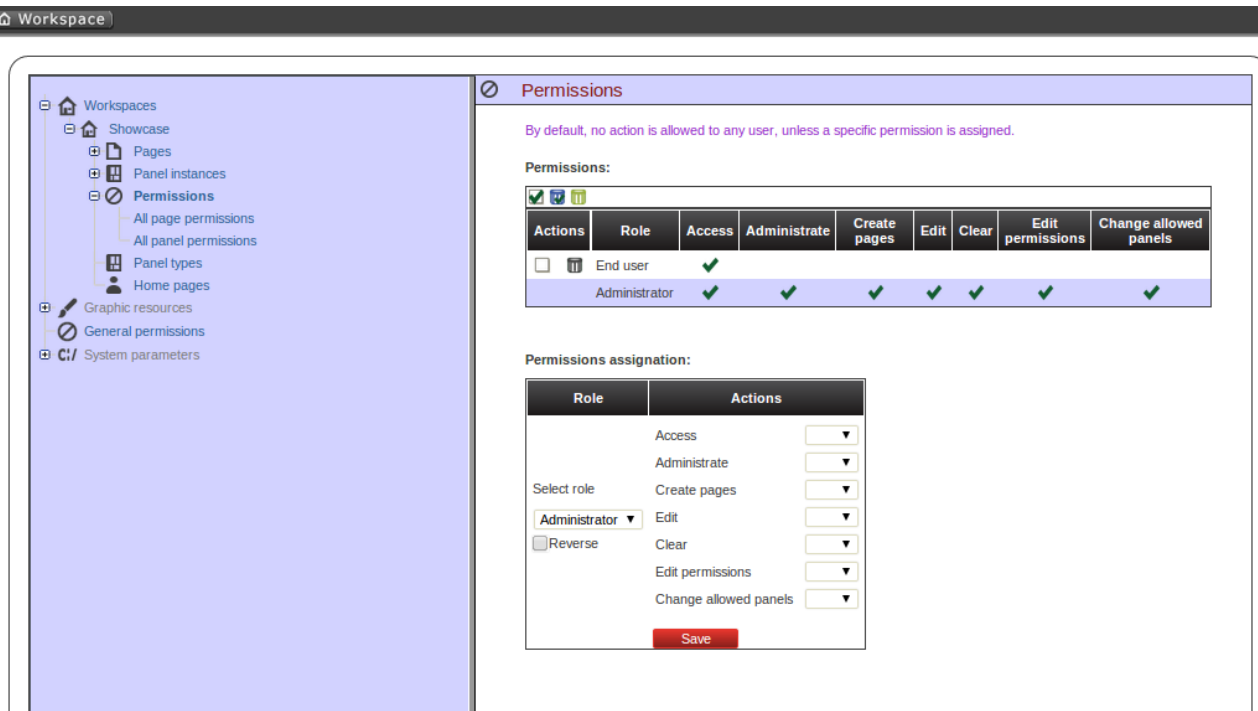 Workspace
Workspaces
Showcase
Pages
Panel instances
Permissions
All page permissions
All panel permissions
Panel types
Home pages
Graphic resources
General permissions
C:/ System parameters
Permissions
By default, no action is allowed to any user, unless a specific permission is assigned.
Permissions:
Actions Role Access Administrate Create pages Edit Clear Edit permissions Change allowed panels
End user
Administrator
Permissions assignation:
Role Actions
Select role
Administrator
Reverse
Access
Administrate
Create pages
Edit
Clear
Edit permissions
Change allowed panels
Save